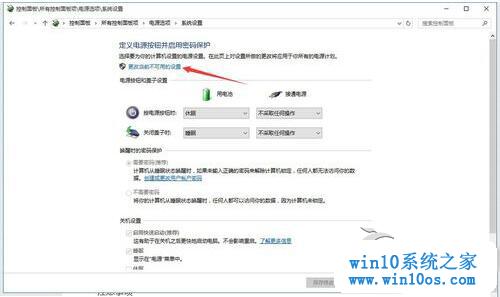 控制面板\所有控制面板项\电源选项\系统设置
控制面板 › 所有控制面板项 › 电源选项 › 系统设置
搜索控制面板
定义电源按钮并启用密码保护
选择要为你的计算机设置的电源设置。在此页上对设置所做的更改将应用于你的所有电源计划。
更改当前不可用的设置
电源按钮和盖子设置
用电池 接通电源
按电源按钮时: 休眠 不采取任何操作
关闭盖子时: 睡眠 不采取任何操作
唤醒时的密码保护
需要密码(推荐)
计算机从睡眠状态唤醒时，如果未输入正确的密码来解除计算机锁定，任何人都无法访问你的数据。创建或更改用户帐户密码
不需要密码
将你的计算机从睡眠状态唤醒时，任何人都可以访问你的数据，因为计算机未锁定。
关机设置
启用快速启动(推荐)
这有助于在关机之后更快地启动电脑。不会影响重启。了解更多信息
睡眠
显示在"电源"菜单中。
休眠
保存修改
win10系统之家
www.win10os.com